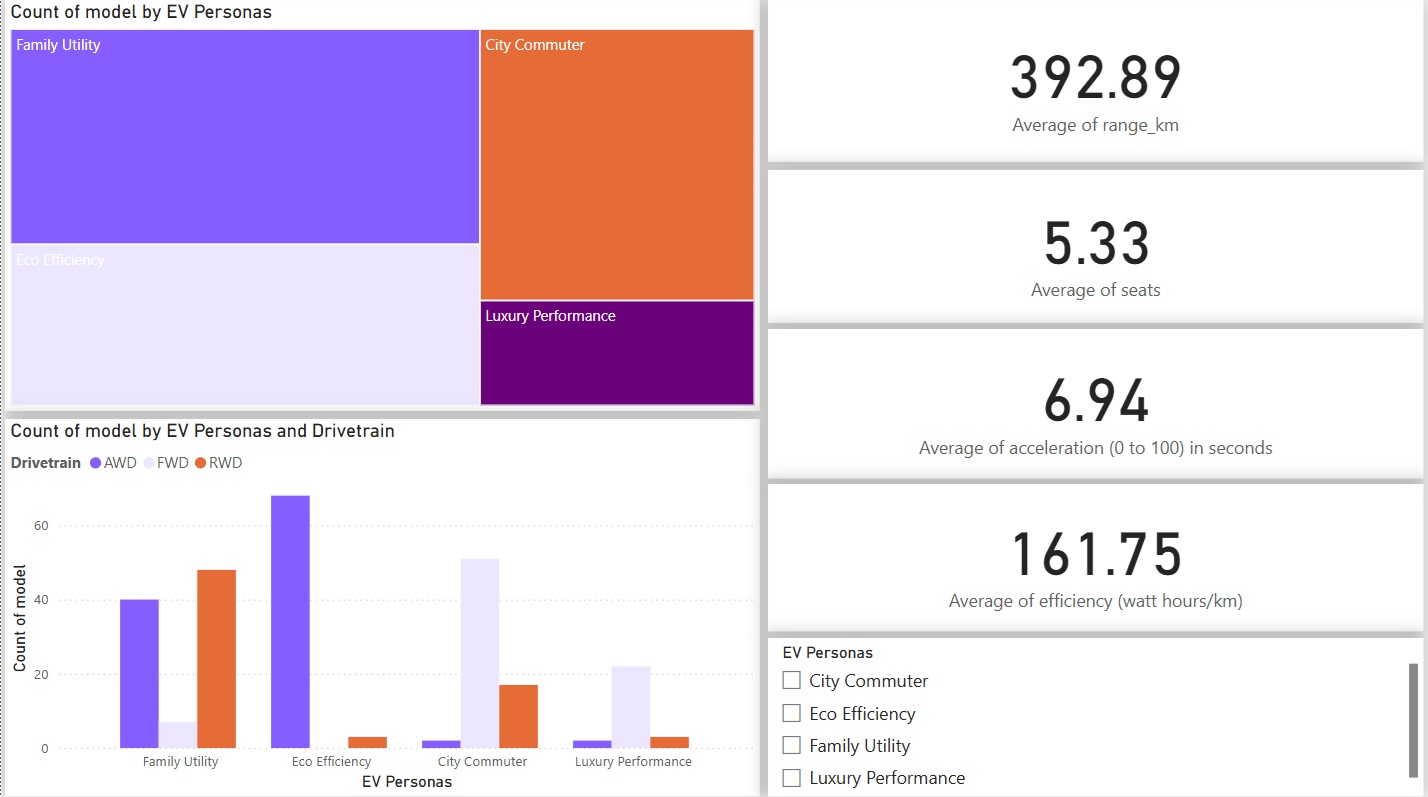 Count of model by EV Personas
Family Utility
City Commuter
Eco Efficiency
Luxury Performance
Count of model by EV Personas and Drivetrain
Drivetrain AWD FWD RWD
Count of model
60
40
20
0
Family Utility Eco Efficiency City Commuter Luxury Performance
EV Personas
392.89
Average of range_km
5.33
Average of seats
6.94
Average of acceleration (0 to 100) in seconds
161.75
Average of efficiency (watt hours/km)
EV Personas
City Commuter
Eco Efficiency
Family Utility
Luxury Performance